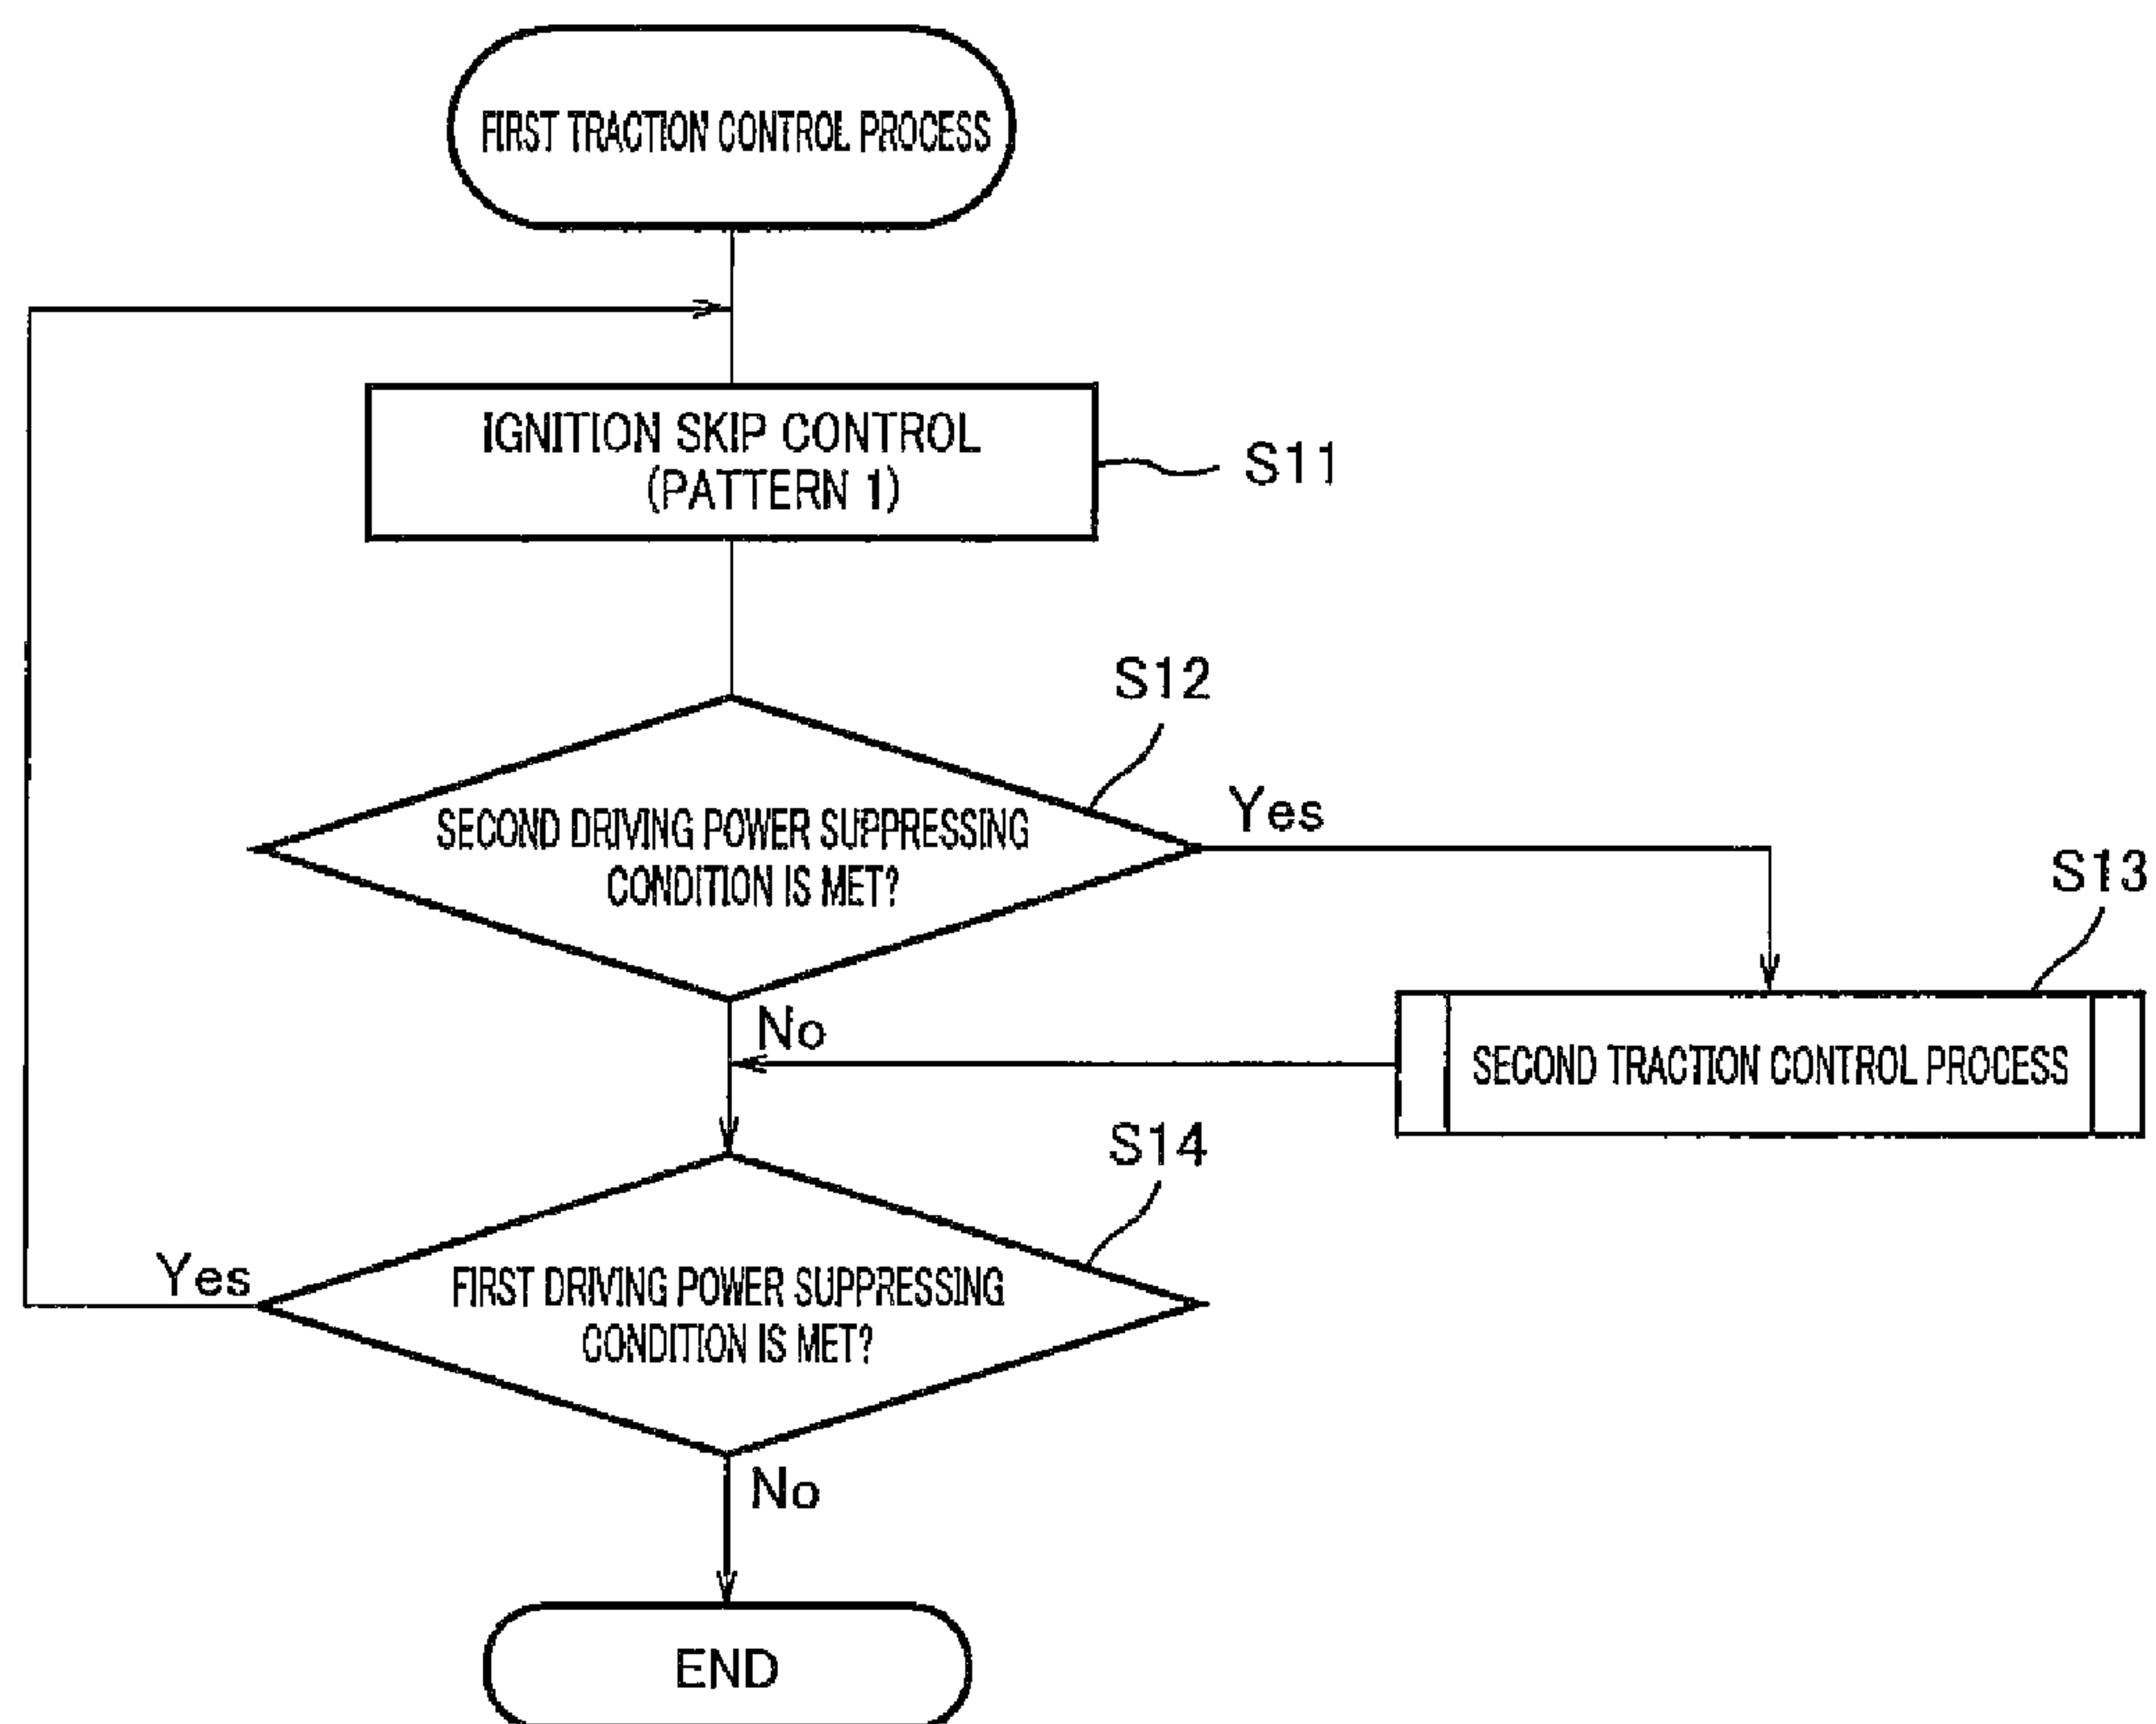 FIRST TRACTION CONTROL PROCESS
IGNITION SKIP CONTROL
(PATTERN 1)
S11
S12
SECOND DRIVING POWER SUPPRESSING
CONDITION IS MET?
Yes
S13
No
SECOND TRACTION CONTROL PROCESS
S14
Yes
FIRST DRIVING POWER SUPPRESSING
CONDITION IS MET?
No
END